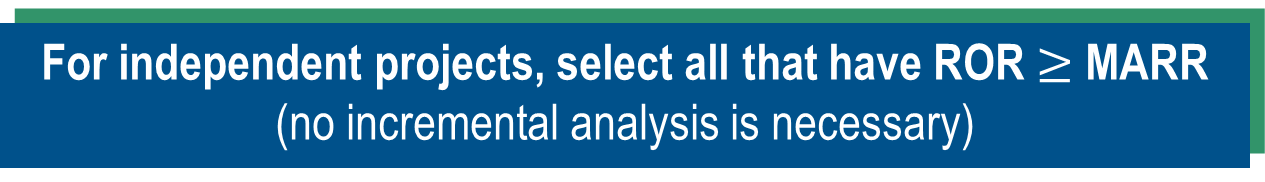 For independent projects, select all that have ROR ≥ MARR
(no incremental analysis is necessary)